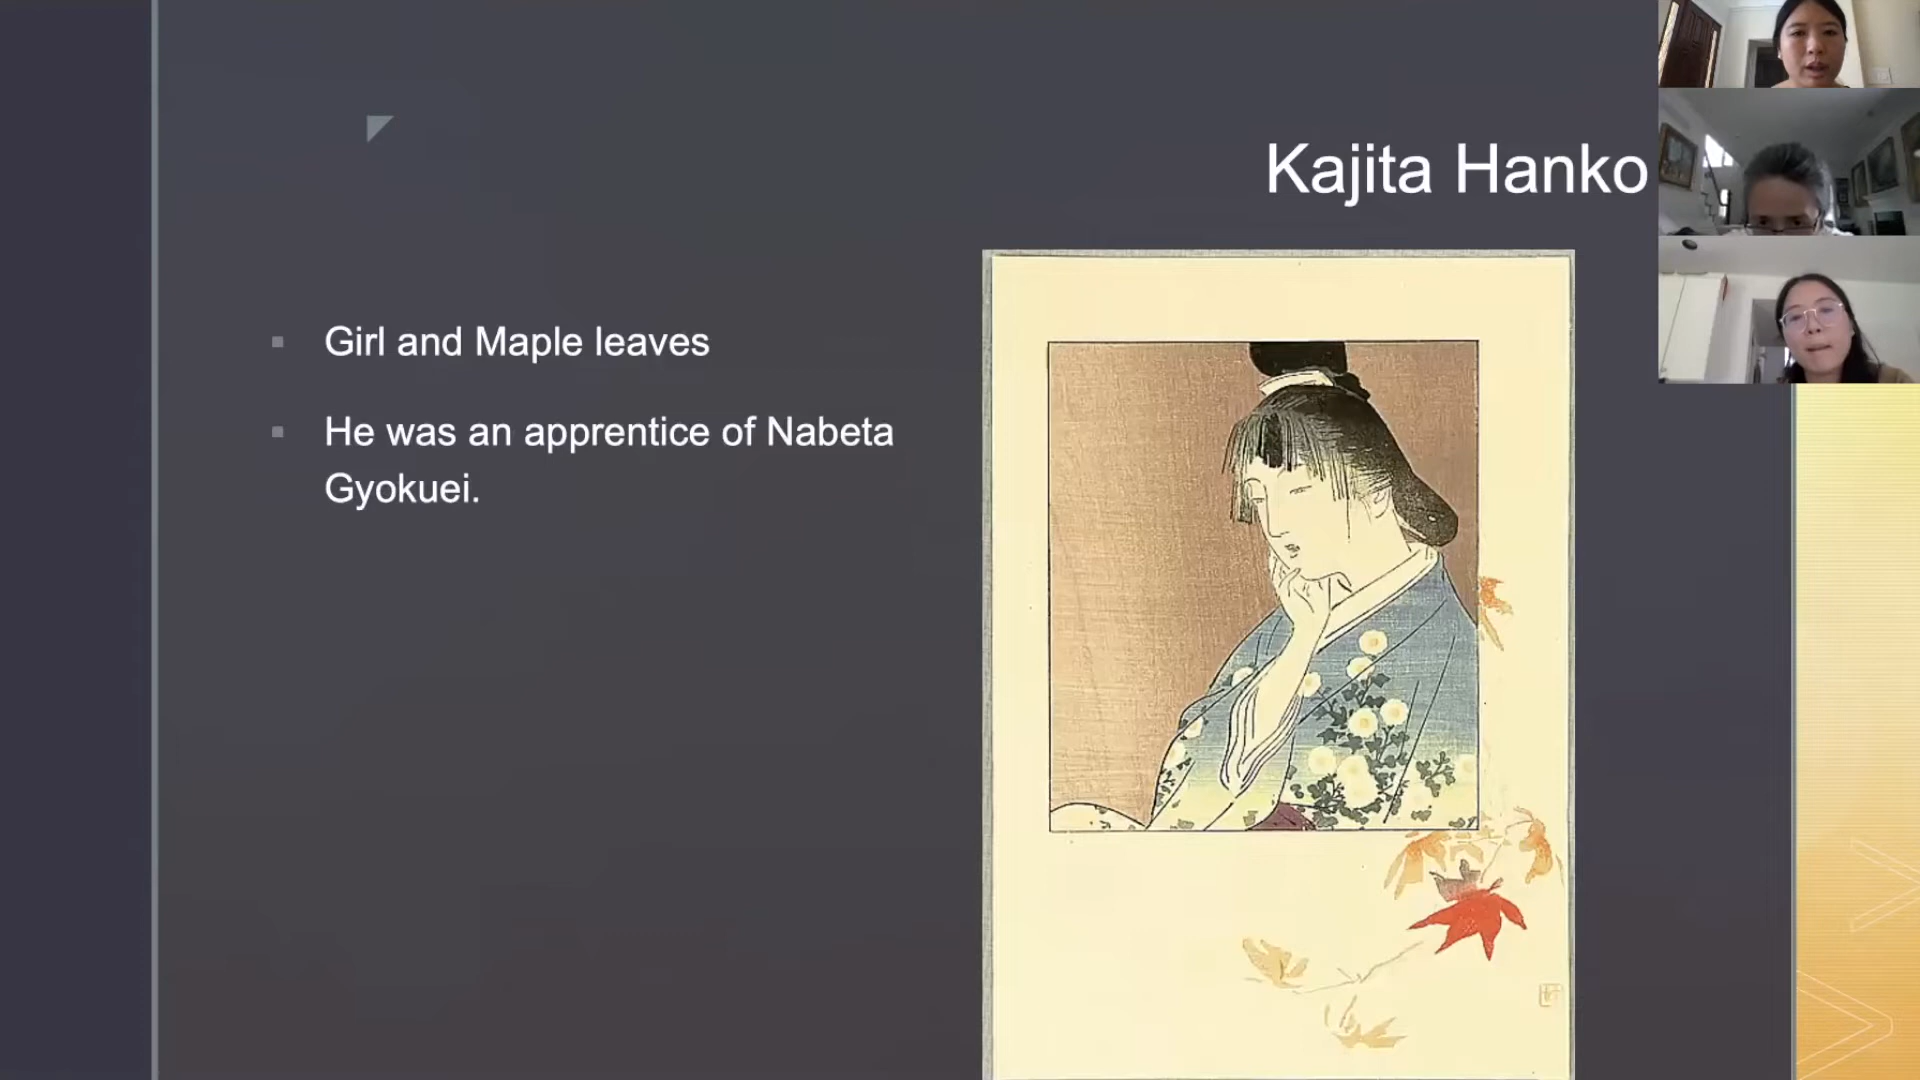 Kajita Hanko
Girl and Maple leaves
He was an apprentice of Nabeta
Gyokuei.